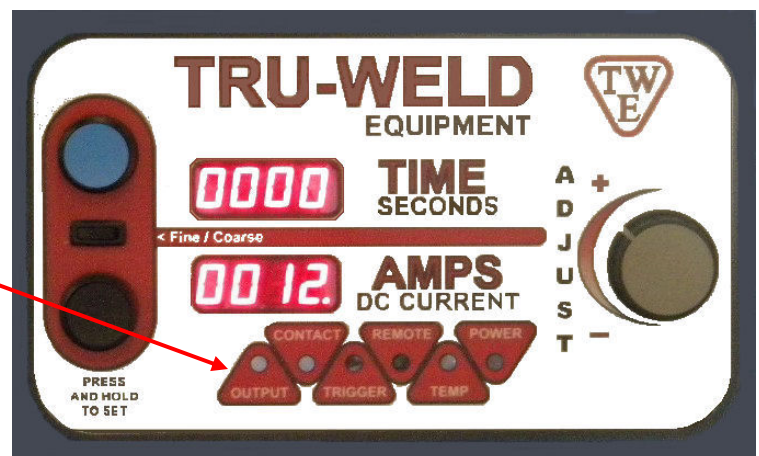 TRU-WELD
EQUIPMENT
TWE
0000
TIME
SECONDS
< Fine / Coarse
0012.
AMPS
DC CURRENT
ADJUST
+
−
CONTACT
REMOTE
POWER
OUTPUT
TRIGGER
TEMP
PRESS
AND HOLD
TO SET